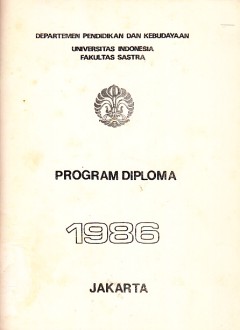 DEPARTEMEN PENDIDIKAN DAN KEBUDAYAAN
UNIVERSITAS INDONESIA
FAKULTAS SASTRA
PROGRAM DIPLOMA
1986
JAKARTA